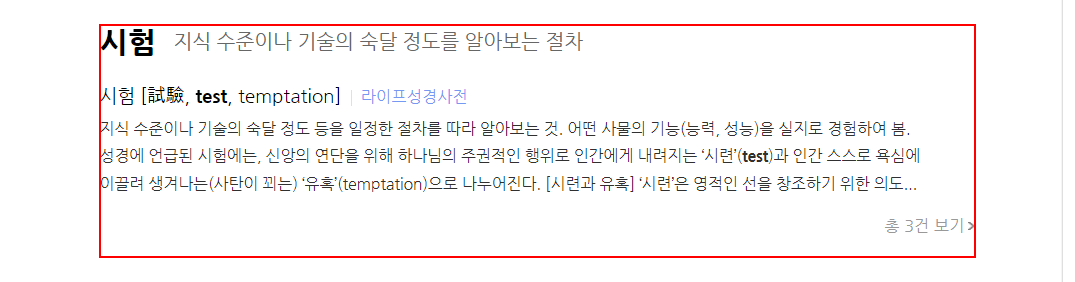 시험 지식 수준이나 기술의 숙달 정도를 알아보는 절차
시험 [試驗, test, temptation] | 라이프성경사전
지식 수준이나 기술의 숙달 정도 등을 일정한 절차를 따라 알아보는 것. 어떤 사물의 기능(능력, 성능)을 실지로 경험하여 봄.
성경에 언급된 시험에는, 신앙의 연단을 위해 하나님의 주권적인 행위로 인간에게 내려지는 ‘시련’(test)과 인간 스스로 욕심에
이끌려 생겨나는(사탄이 꾀는) ‘유혹’(temptation)으로 나누어진다. [시련과 유혹] ‘시련’은 영적인 선을 창조하기 위한 의도...
총 3건 보기 >